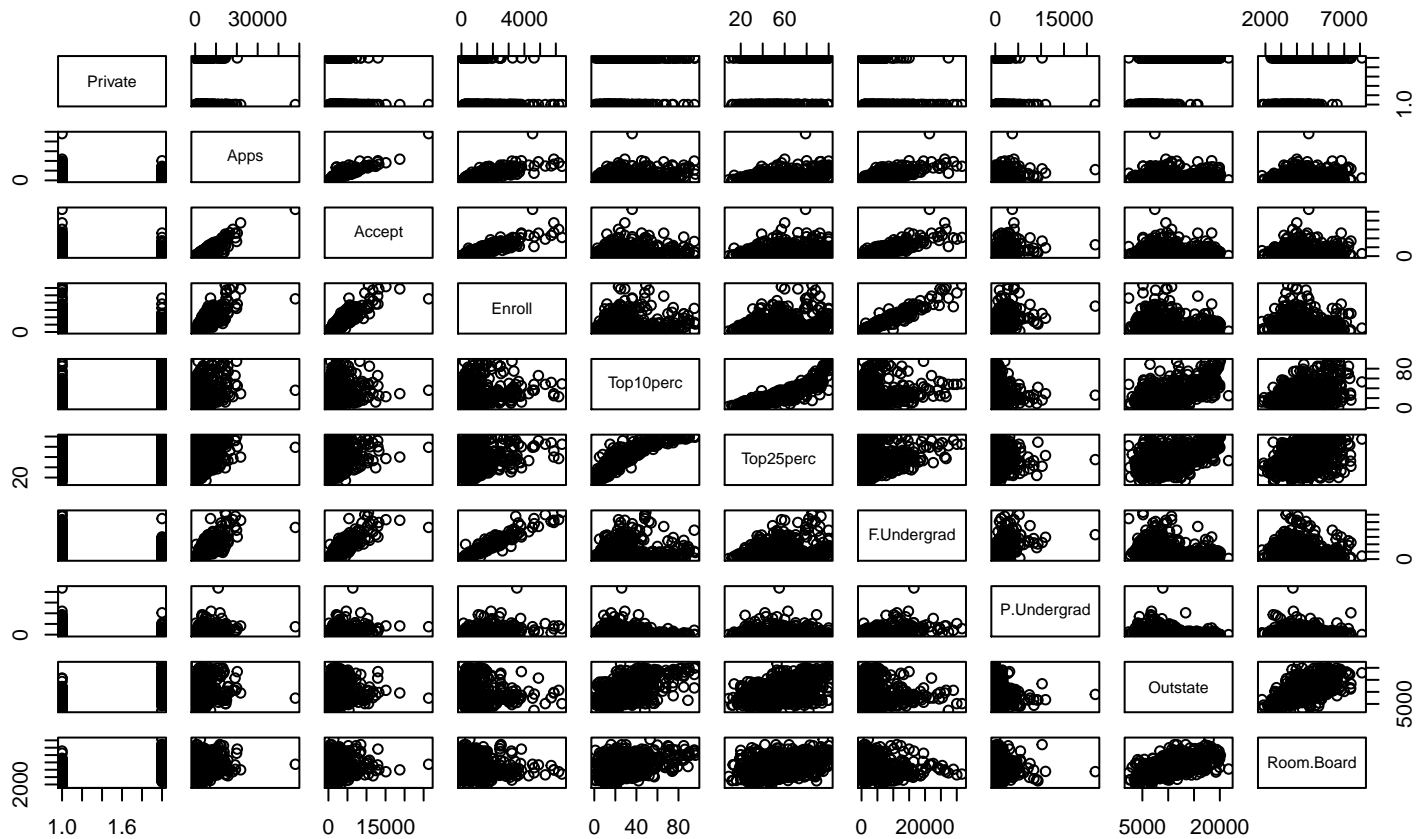 0 30000 0 4000 20 60 0 15000 2000 7000
Private 1.0
0 Apps
Accept 0
0 Enroll
Top10perc 0 80
20 Top25perc
F.Undergrad 0
0 P.Undergrad
Outstate 5000
2000 Room.Board
1.0 1.6 0 15000 0 40 80 0 20000 5000 20000